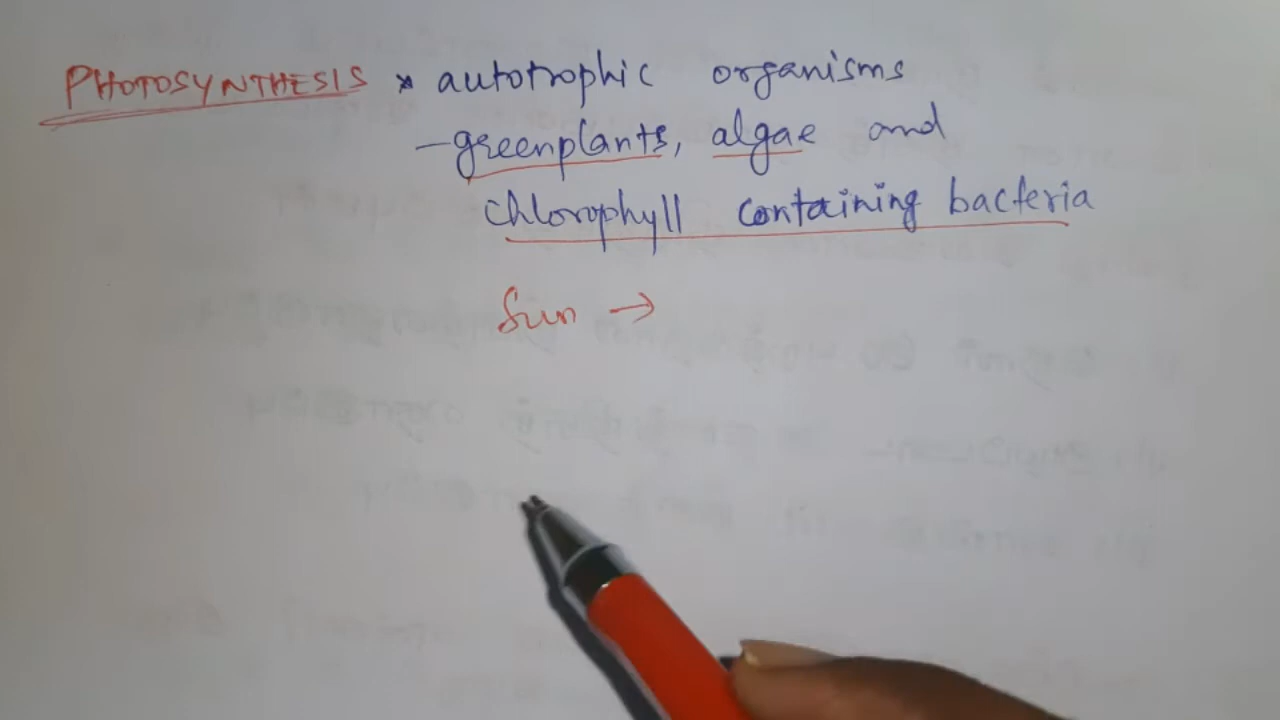 PHOTOSYNTHESIS * autotrophic organisms
- greenplants, algae and
chlorophyll containing bacteria
Sun →